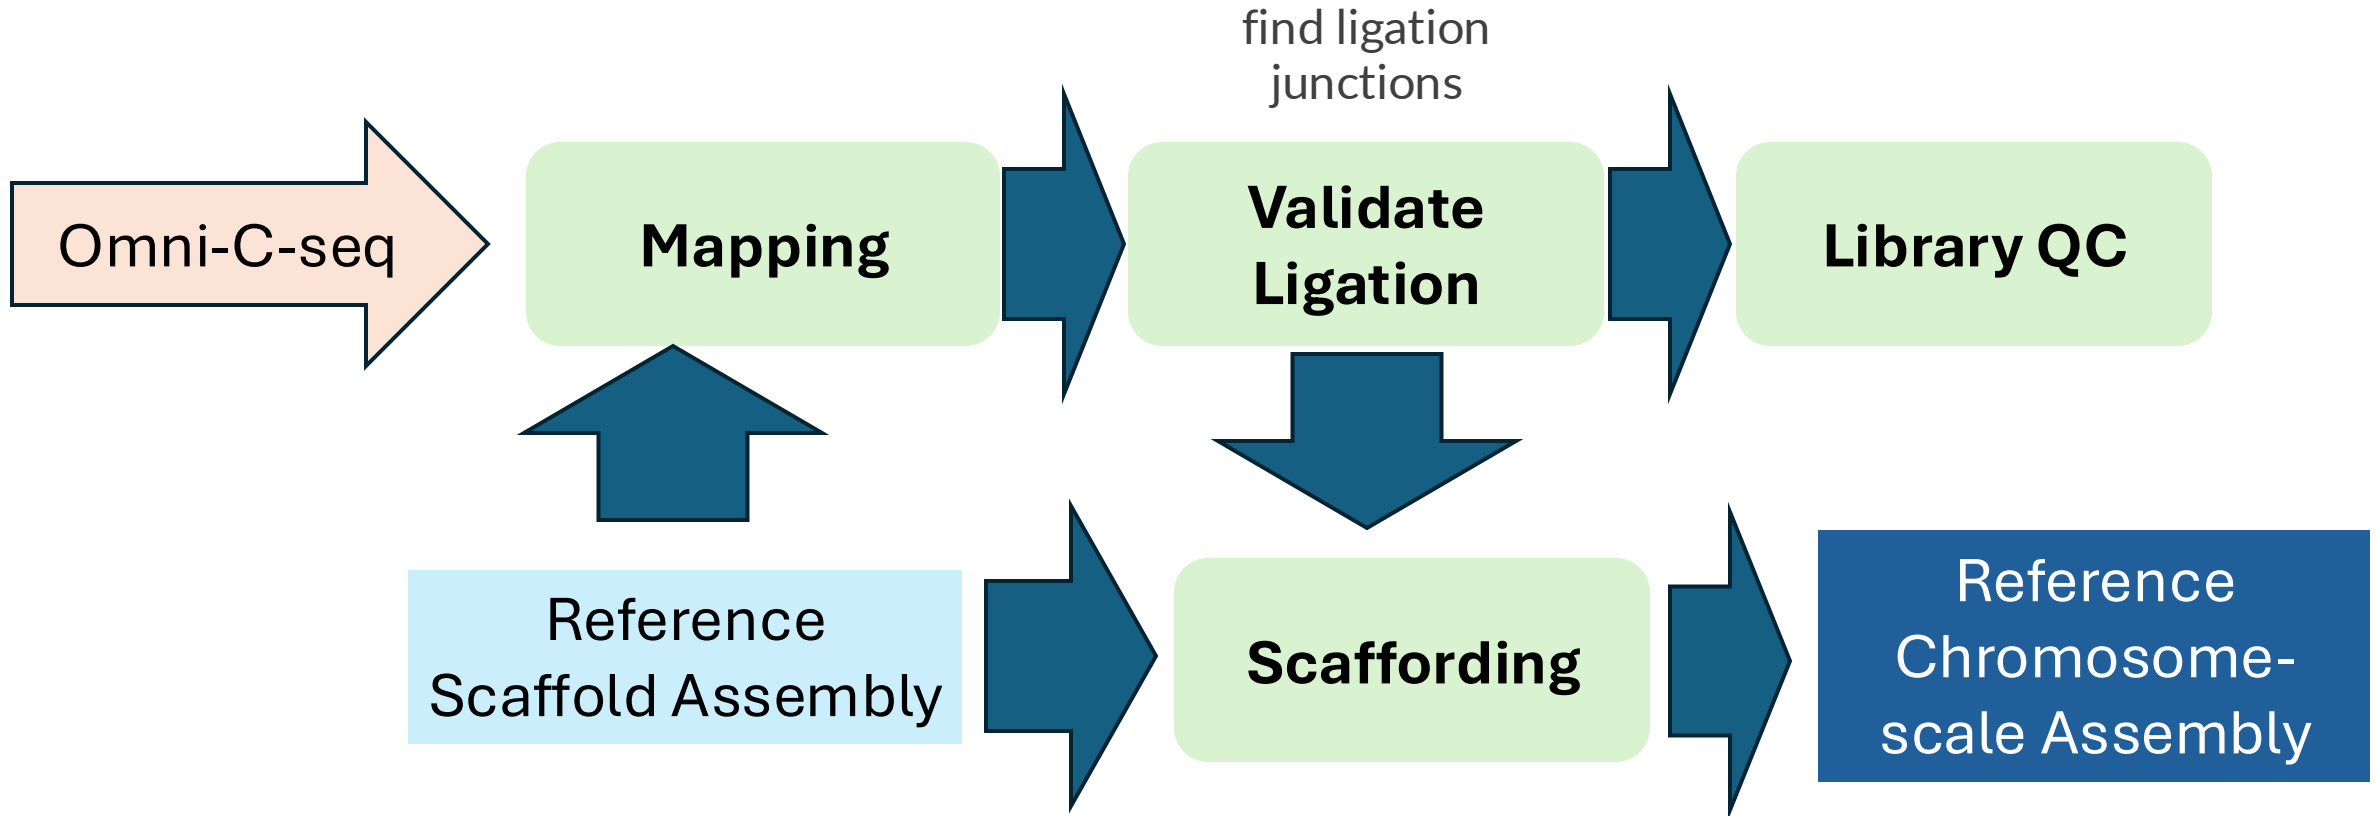 find ligation
junctions
Omni-C-seq
Mapping
Validate
Ligation
Library QC
Reference
Scaffold Assembly
Scaffording
Reference
Chromosome-
scale Assembly